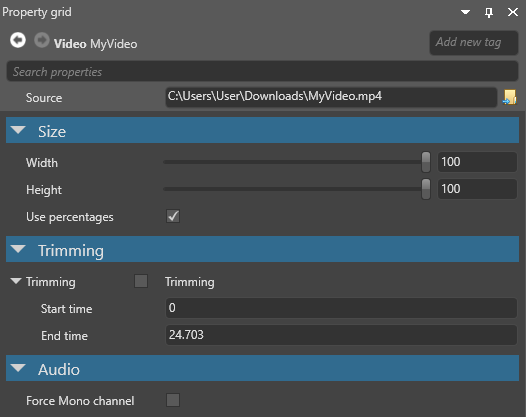 Property grid
Video MyVideo Add new tag
Search properties
Source C:\Users\User\Downloads\MyVideo.mp4
Size
Width 100
Height 100
Use percentages
Trimming
Trimming Trimming
Start time 0
End time 24.703
Audio
Force Mono channel